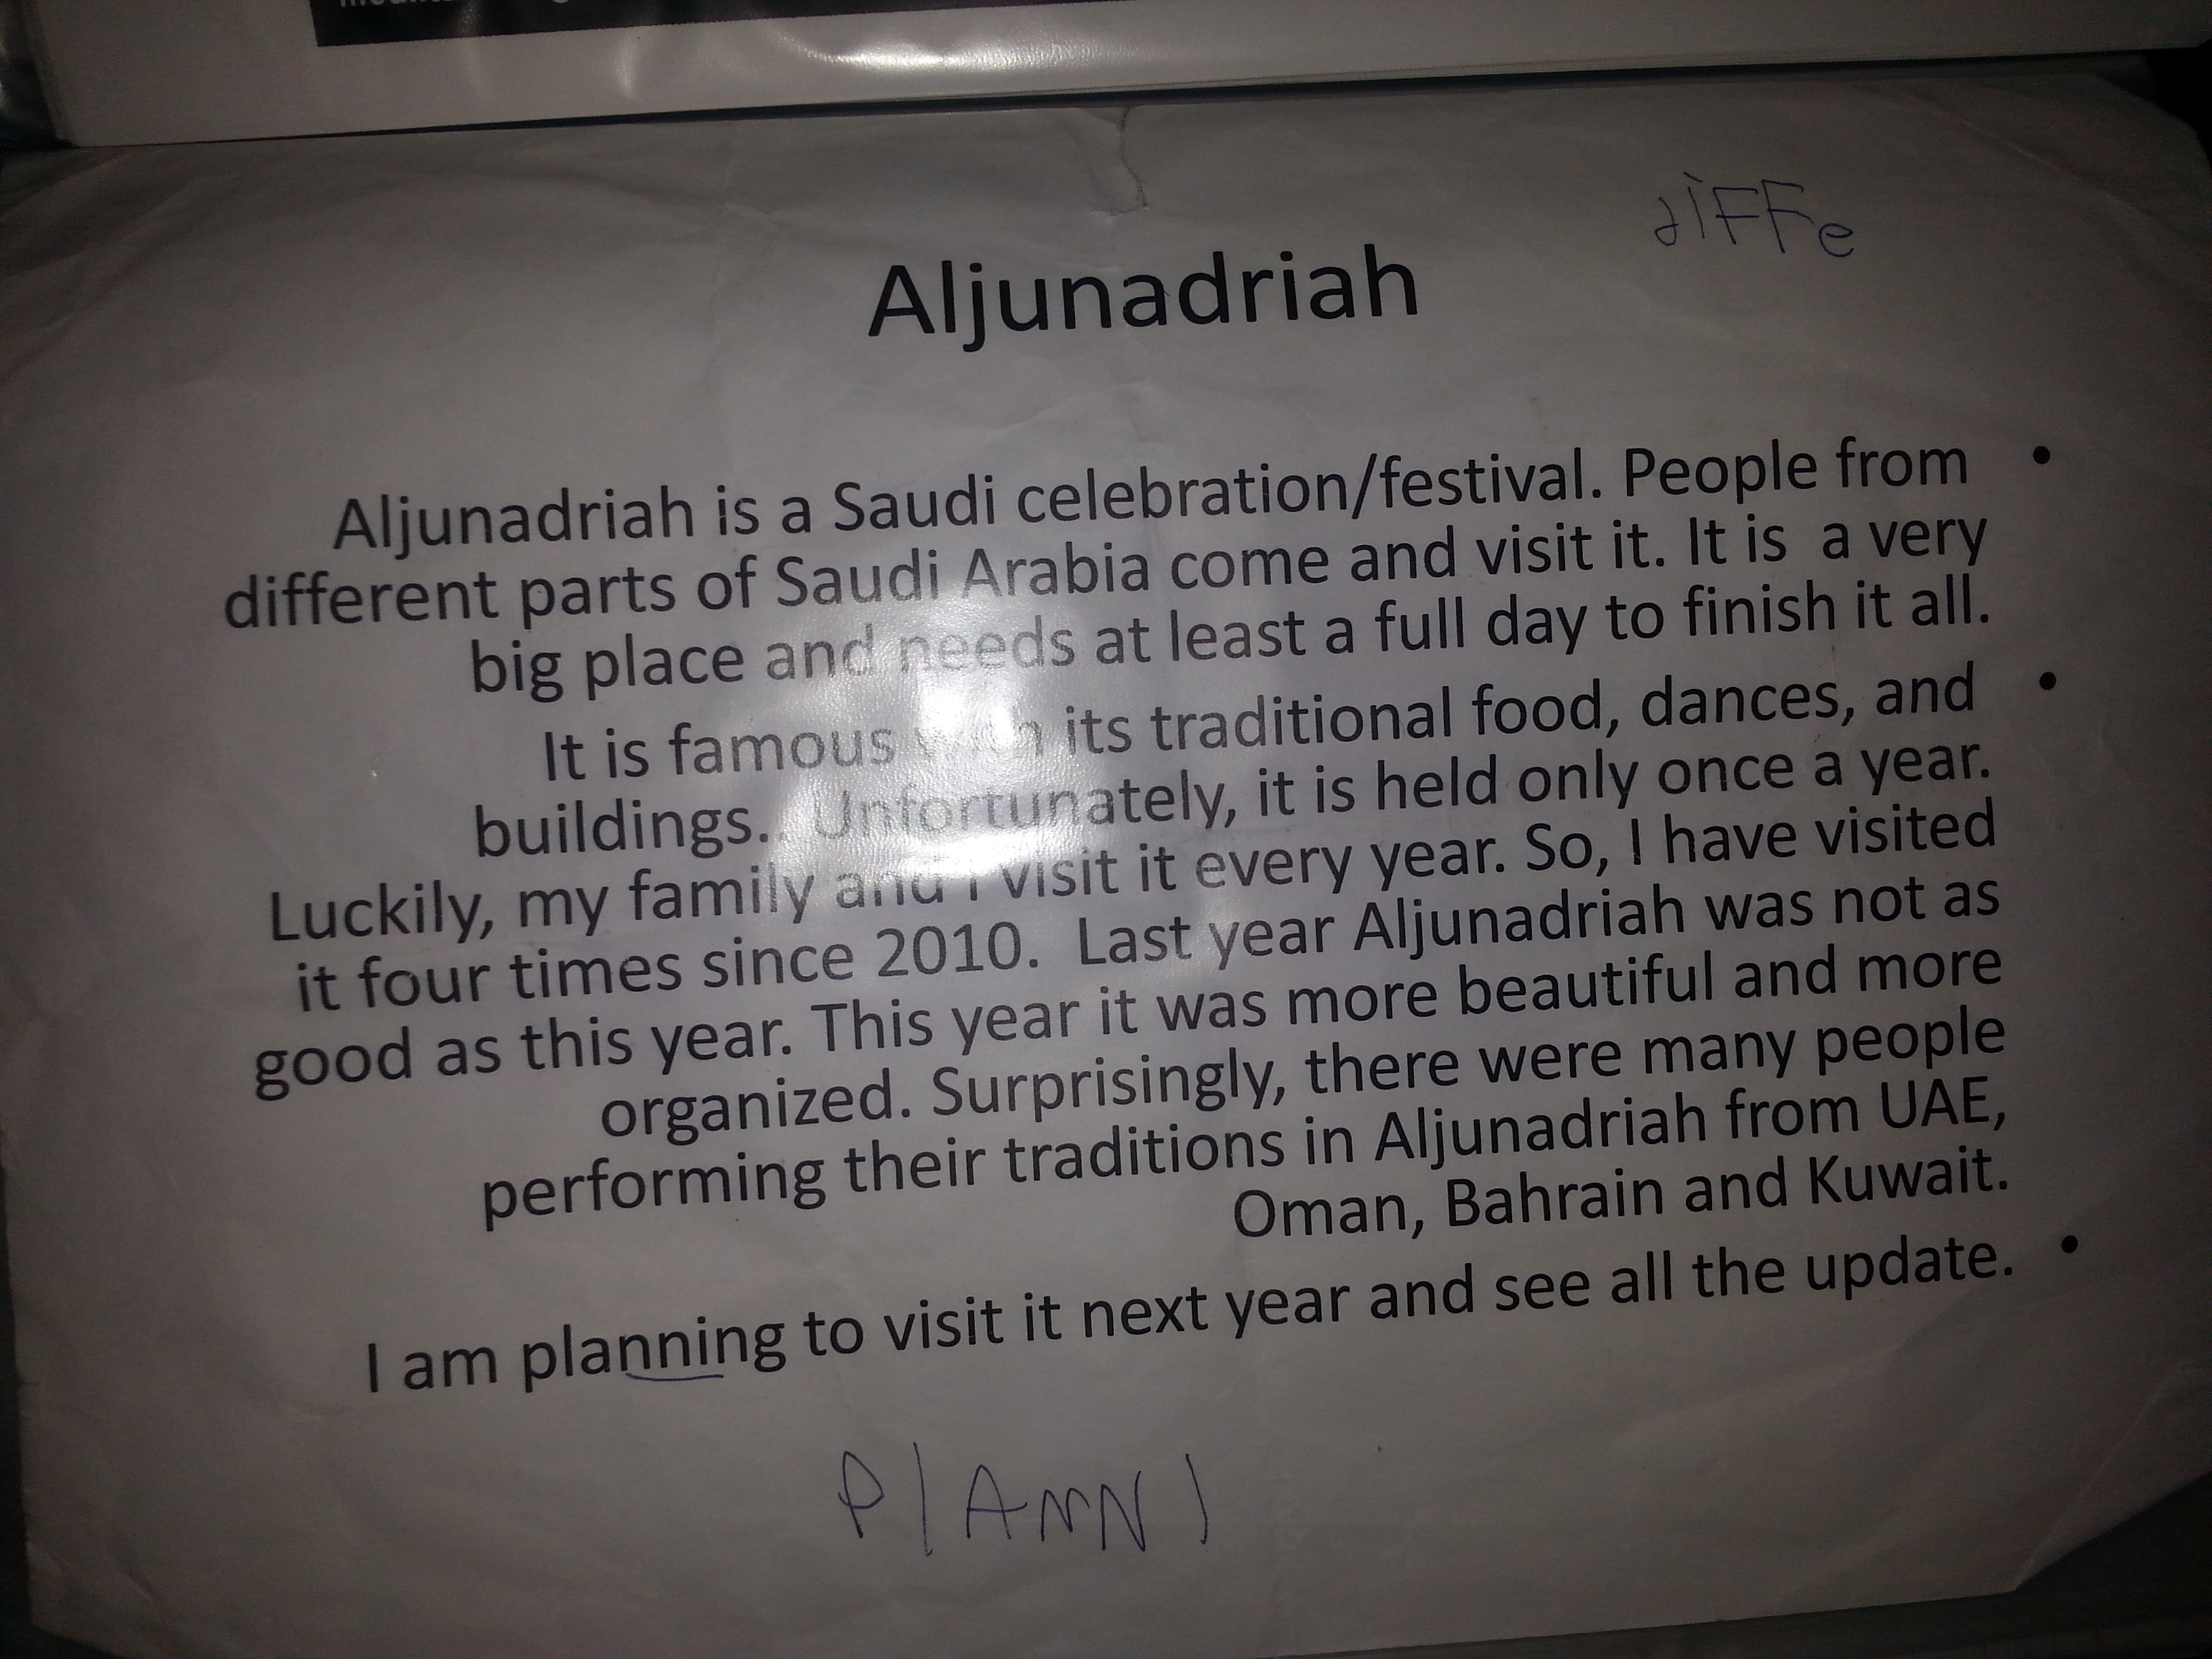 diFFe
Aljunadriah
• Aljunadriah is a Saudi celebration/festival. People from
different parts of Saudi Arabia come and visit it. It is a very
big place and needs at least a full day to finish it all.
• It is famous with its traditional food, dances, and
buildings.. Unfortunately, it is held only once a year.
Luckily, my family and I visit it every year. So, I have visited
it four times since 2010. Last year Aljunadriah was not as
good as this year. This year it was more beautiful and more
organized. Surprisingly, there were many people
performing their traditions in Aljunadriah from UAE,
Oman, Bahrain and Kuwait.
• I am planning to visit it next year and see all the update.
PlANNI